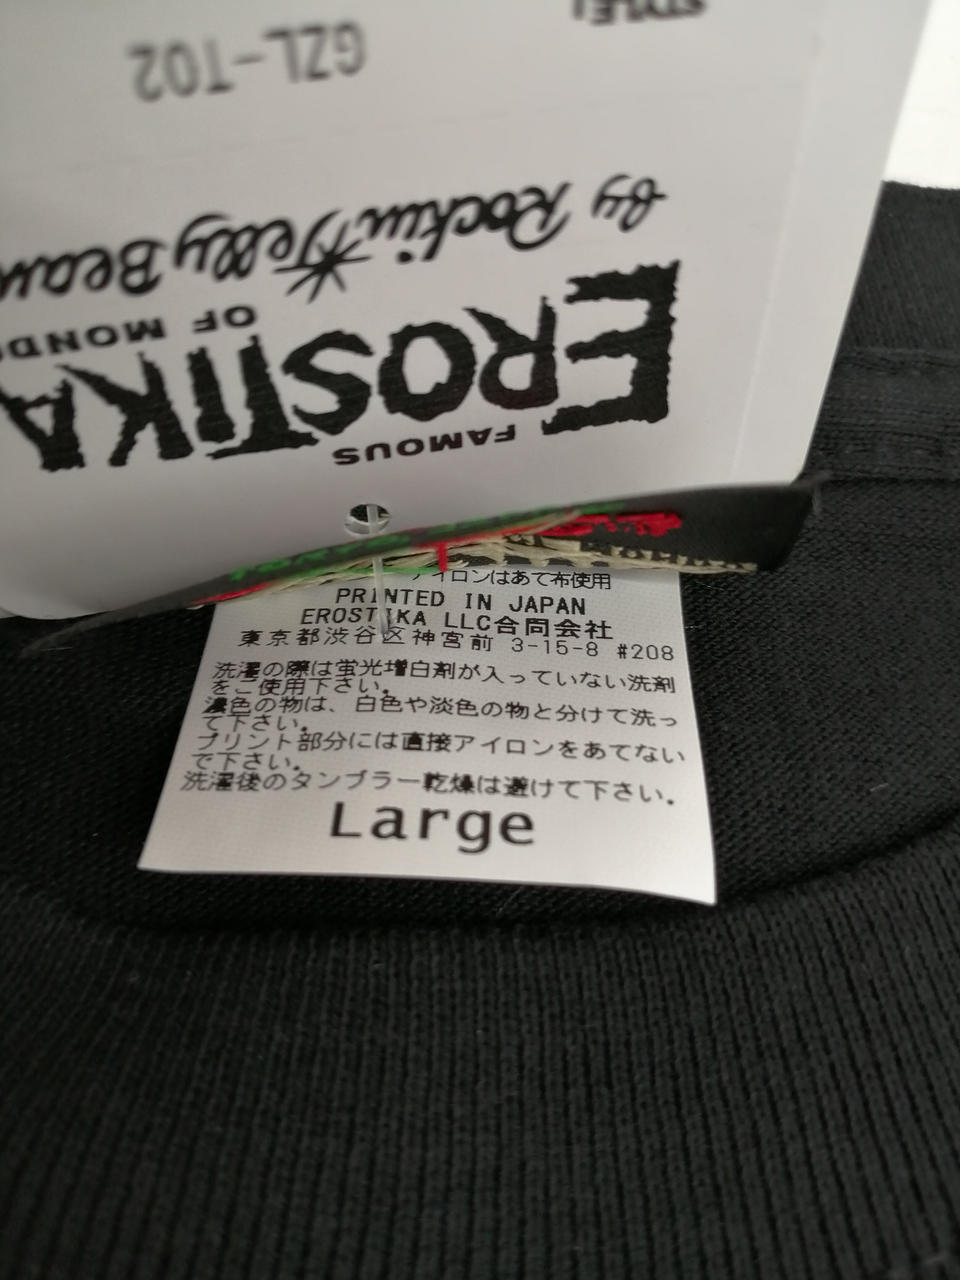 STYLE:
GZL-T02
by Rockin'Jelly Bean
EROSTIKA
OF
FAMOUS
アイロンはあて布使用
PRINTED IN JAPAN
EROSTIKA LLC合同会社
東京都渋谷区神宮前 3-15-8 #208
洗濯の際は蛍光増白剤が入っていない洗剤
をご使用下さい。
濃色の物は、白色や淡色の物と分けて洗っ
て下さい。
プリント部分には直接アイロンをあてない
で下さい。
洗濯後のタンブラー乾燥は避けて下さい。
Large